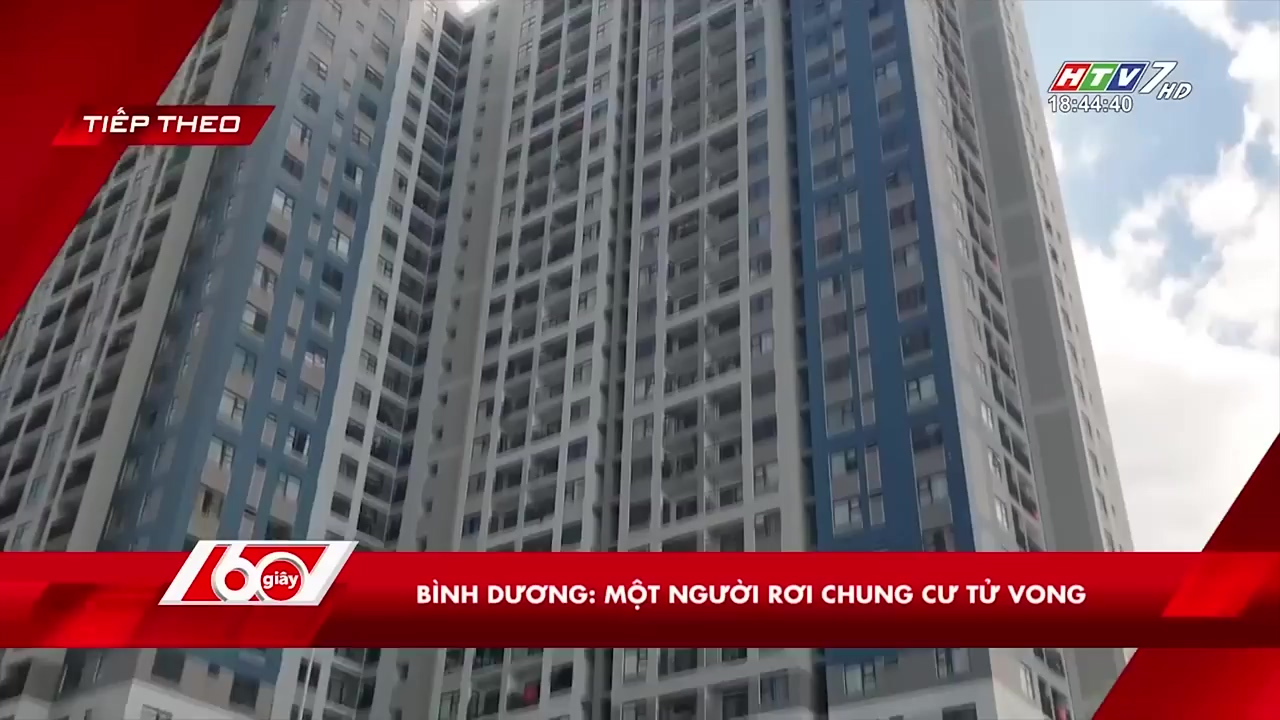 HTV7 HD
18:44:40
TIẾP THEO
60 giây
BÌNH DƯƠNG: MỘT NGƯỜI RƠI CHUNG CƯ TỬ VONG